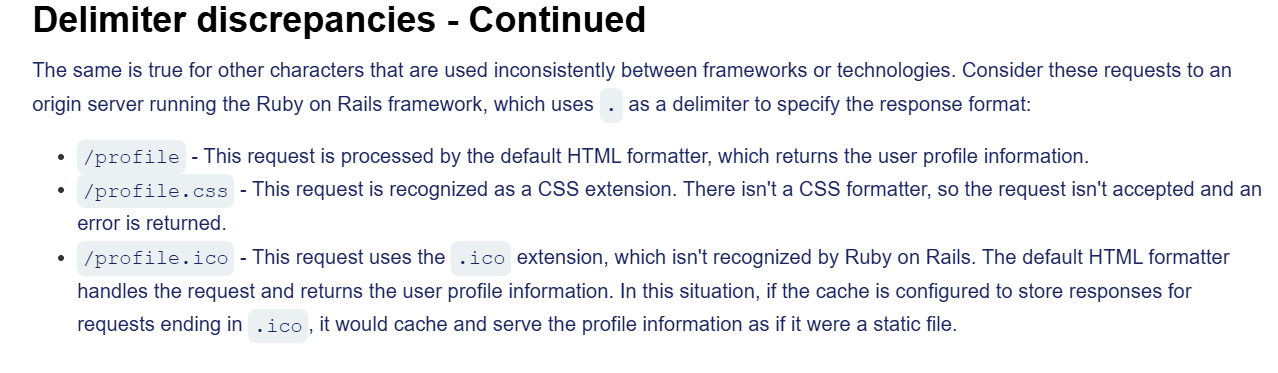 Delimiter discrepancies - Continued
The same is true for other characters that are used inconsistently between frameworks or technologies. Consider these requests to an
origin server running the Ruby on Rails framework, which uses . as a delimiter to specify the response format:
• /profile - This request is processed by the default HTML formatter, which returns the user profile information.
• /profile.css - This request is recognized as a CSS extension. There isn't a CSS formatter, so the request isn't accepted and an
error is returned.
• /profile.ico - This request uses the .ico extension, which isn't recognized by Ruby on Rails. The default HTML formatter
handles the request and returns the user profile information. In this situation, if the cache is configured to store responses for
requests ending in .ico, it would cache and serve the profile information as if it were a static file.